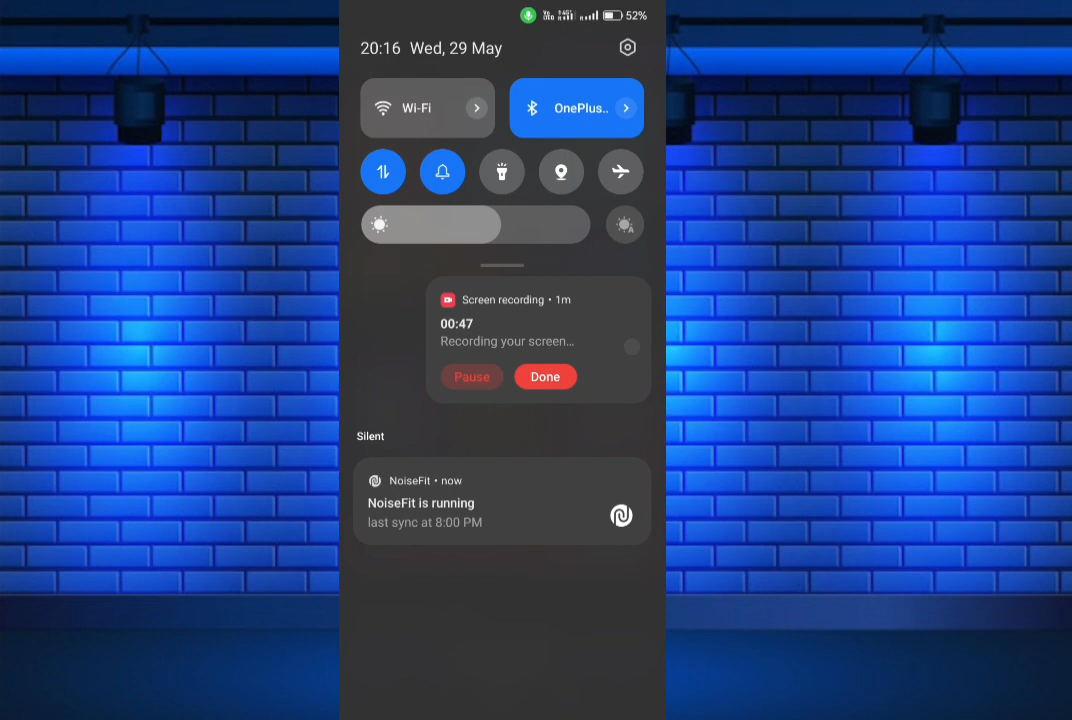 52%
20:16 Wed, 29 May
Wi-Fi
OnePlus..
Screen recording • 1m
00:47
Recording your screen...
Pause
Done
Silent
NoiseFit • now
NoiseFit is running
last sync at 8:00 PM